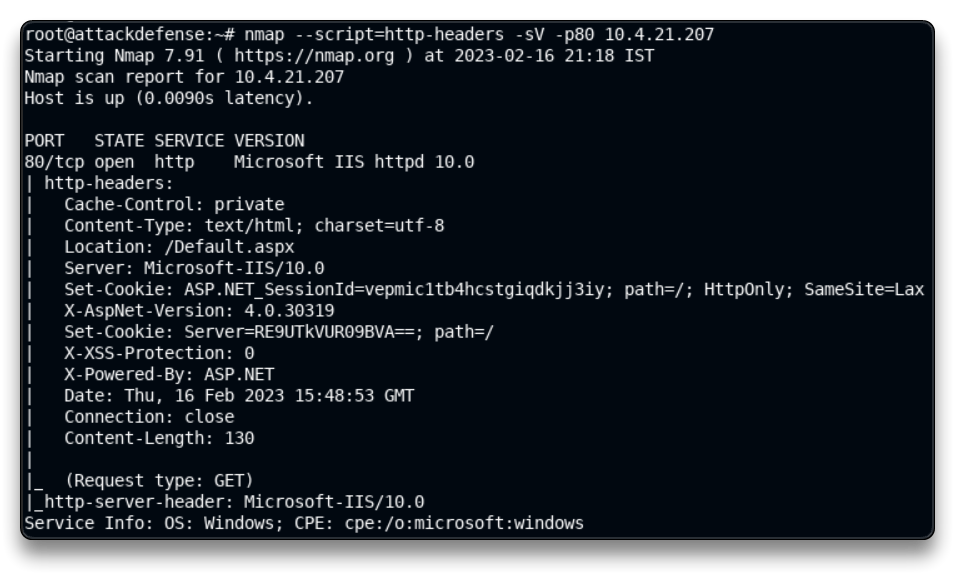 root@attackdefense:~# nmap --script=http-headers -sV -p80 10.4.21.207
Starting Nmap 7.91 ( https://nmap.org ) at 2023-02-16 21:18 IST
Nmap scan report for 10.4.21.207
Host is up (0.0090s latency).
PORT   STATE SERVICE VERSION
80/tcp open  http    Microsoft IIS httpd 10.0
| http-headers:
|   Cache-Control: private
|   Content-Type: text/html; charset=utf-8
|   Location: /Default.aspx
|   Server: Microsoft-IIS/10.0
|   Set-Cookie: ASP.NET_SessionId=vepmic1tb4hcstgiqdkjj3iy; path=/; HttpOnly; SameSite=Lax
|   X-AspNet-Version: 4.0.30319
|   Set-Cookie: Server=RE9UTkVUR09BVA==; path=/
|   X-XSS-Protection: 0
|   X-Powered-By: ASP.NET
|   Date: Thu, 16 Feb 2023 15:48:53 GMT
|   Connection: close
|   Content-Length: 130
|
|_  (Request type: GET)
|_http-server-header: Microsoft-IIS/10.0
Service Info: OS: Windows; CPE: cpe:/o:microsoft:windows